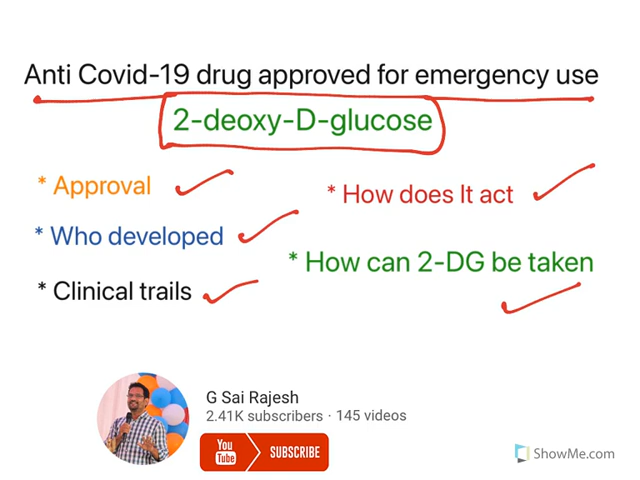 Anti Covid-19 drug approved for emergency use
2-deoxy-D-glucose
* Approval
* How does It act
* Who developed
* How can 2-DG be taken
* Clinical trails
G Sai Rajesh
2.41K subscribers · 145 videos
You
Tube
SUBSCRIBE
ShowMe.com